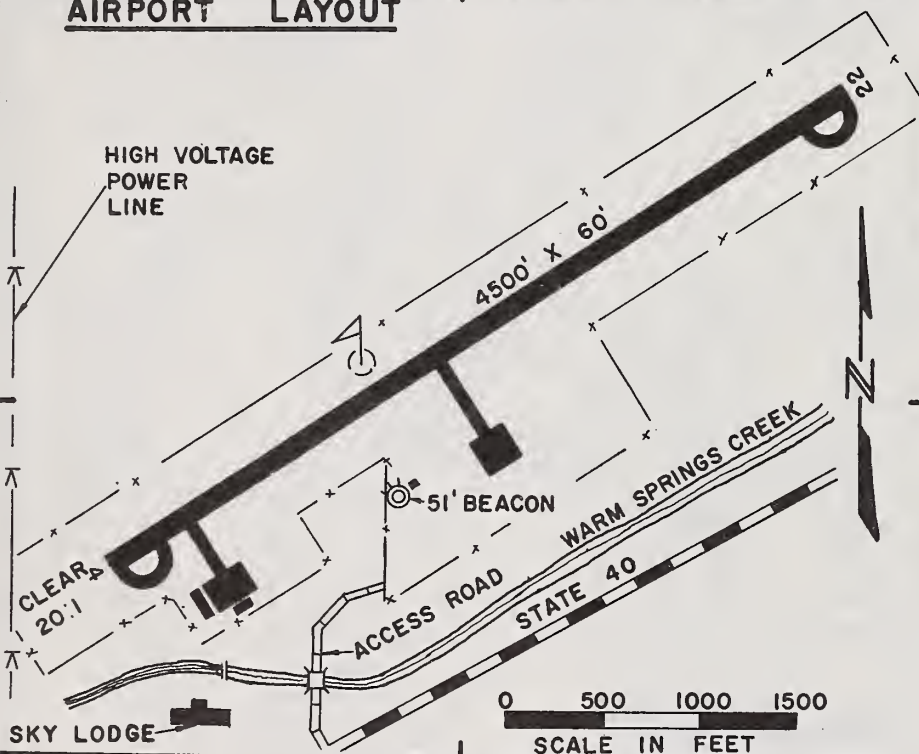 AIRPORT LAYOUT
HIGH VOLTAGE
POWER
LINE
22
4500' X 60'
N
51' BEACON
CLEAR 4
20:1
WARM SPRINGS CREEK
ACCESS ROAD
STATE 40
SKY LODGE
0 500 1000 1500
SCALE IN FEET